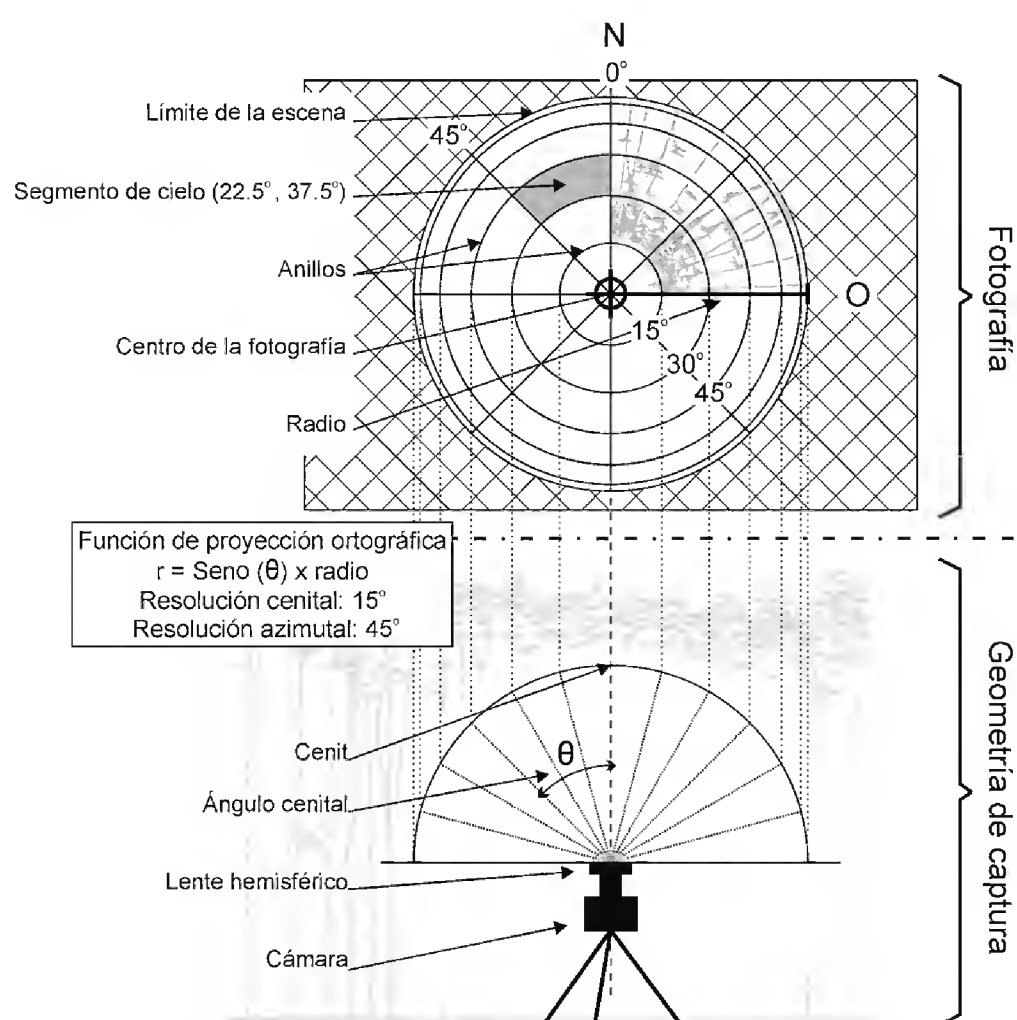 N
0°
Límite de la escena
45°
Segmento de cielo (22.5°, 37.5°)
Anillos
O
Centro de la fotografía
15°
30°
45°
Radio
Fotografía
Función de proyección ortográfica
r = Seno (θ) x radio
Resolución cenital: 15°
Resolución azimutal: 45°
Cenit
θ
Ángulo cenital
Lente hemisférico
Cámara
Geometría de captura